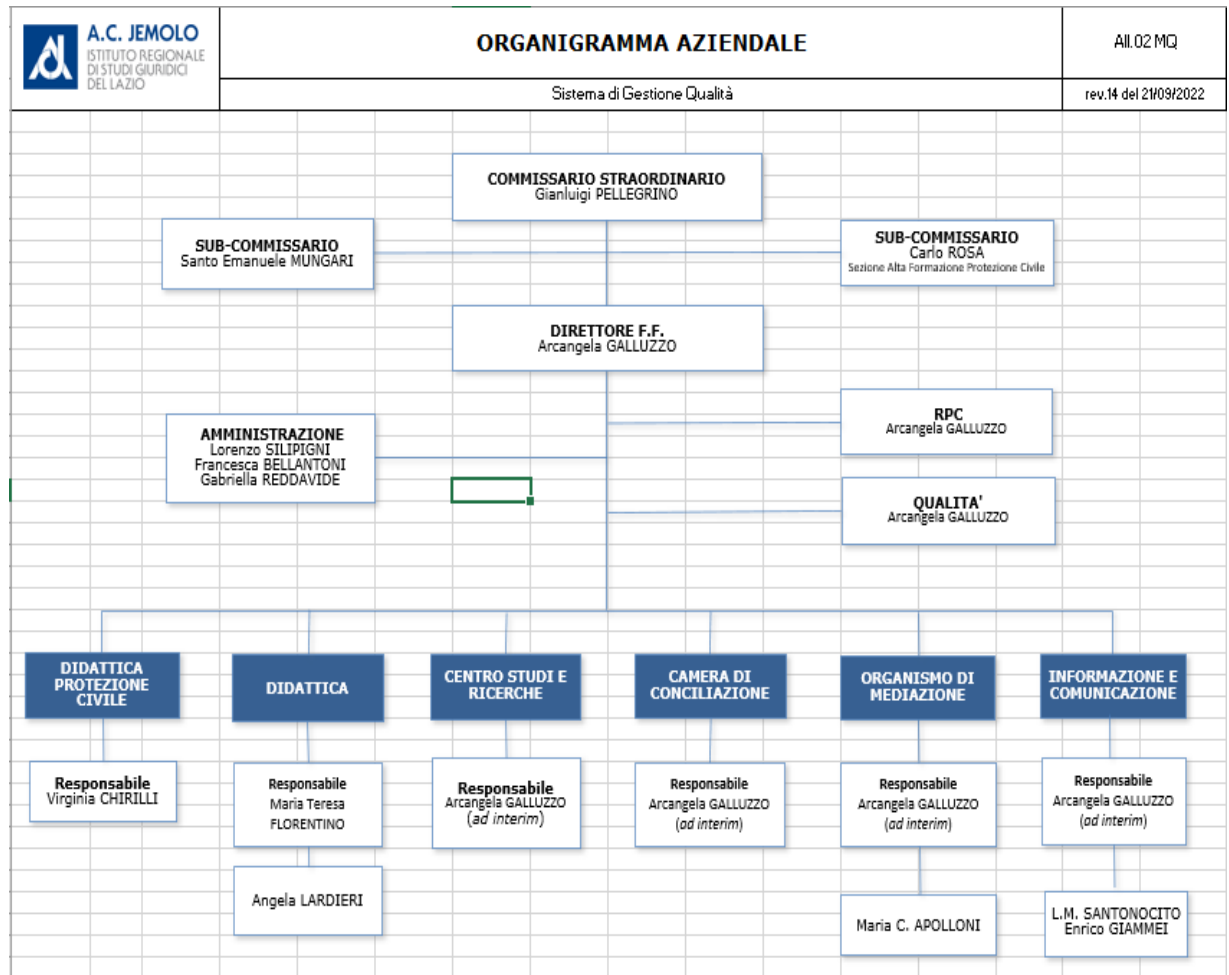 A.C. JEMOLO
ISTITUTO REGIONALE
DI STUDI GIURIDICI
DEL LAZIO
ORGANIGRAMMA AZIENDALE
All.02 MQ
Sistema di Gestione Qualità
rev.14 del 21/09/2022
COMMISSARIO STRAORDINARIO
Gianluigi PELLEGRINO
SUB-COMMISSARIO
Santo Emanuele MUNGARI
SUB-COMMISSARIO
Carlo ROSA
Sezione Alta Formazione Protezione Civile
DIRETTORE F.F.
Arcangela GALLUZZO
AMMINISTRAZIONE
Lorenzo SILIPIGNI
Francesca BELLANTONI
Gabriella REDDAVIDE
RPC
Arcangela GALLUZZO
QUALITA'
Arcangela GALLUZZO
DIDATTICA
PROTEZIONE
CIVILE
DIDATTICA
CENTRO STUDI E
RICERCHE
CAMERA DI
CONCILIAZIONE
ORGANISMO DI
MEDIAZIONE
INFORMAZIONE E
COMUNICAZIONE
Responsabile
Virginia CHIRILLI
Responsabile
Maria Teresa
FLORENTINO
Responsabile
Arcangela GALLUZZO
(ad interim)
Responsabile
Arcangela GALLUZZO
(ad interim)
Responsabile
Arcangela GALLUZZO
(ad interim)
Responsabile
Arcangela GALLUZZO
(ad interim)
Angela LARDIERI
Maria C. APOLLONI
L.M. SANTONOCITO
Enrico GIAMMEI